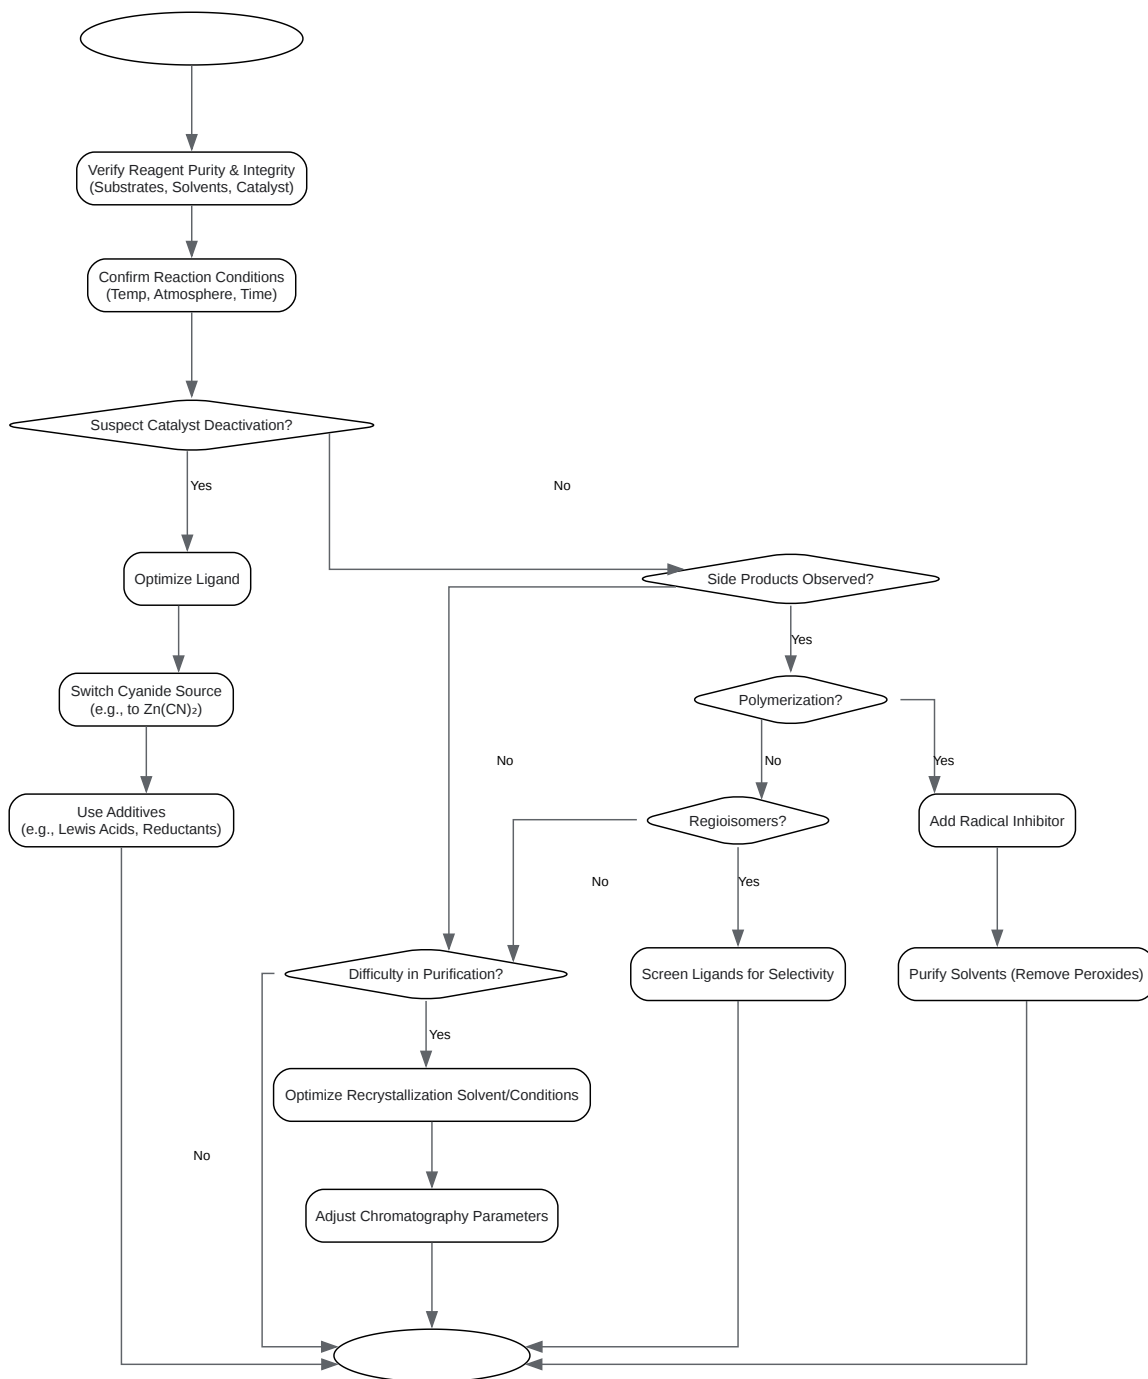 Verify Reagent Purity & Integrity
(Substrates, Solvents, Catalyst)
Confirm Reaction Conditions
(Temp, Atmosphere, Time)
Suspect Catalyst Deactivation?
Yes
No
Optimize Ligand
Side Products Observed?
Yes
Switch Cyanide Source
(e.g., to Zn(CN)₂)
Polymerization?
No
No
Yes
Use Additives
(e.g., Lewis Acids, Reductants)
Regioisomers?
Add Radical Inhibitor
No
Yes
Difficulty in Purification?
Screen Ligands for Selectivity
Purify Solvents (Remove Peroxides)
Yes
Optimize Recrystallization Solvent/Conditions
No
Adjust Chromatography Parameters